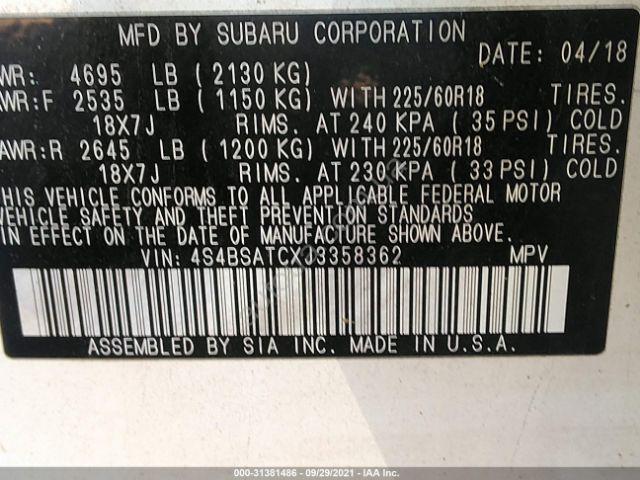 MFD BY SUBARU CORPORATION
DATE: 04/18
WR: 4695 LB ( 2130 KG)
AWR:F 2535 LB ( 1150 KG) WITH 225/60R18 TIRES.
18X7J RIMS. AT 240 KPA ( 35 PSI) COLD
AWR:R 2645 LB ( 1200 KG) WITH 225/60R18 TIRES.
18X7J RIMS. AT 230 KPA ( 33 PSI) COLD
THIS VEHICLE CONFORMS TO ALL APPLICABLE FEDERAL MOTOR
VEHICLE SAFETY AND THEFT PREVENTION STANDARDS
IN EFFECT ON THE DATE OF MANUFACTURE SHOWN ABOVE.
VIN: 4S4BSATCXJ3358362 MPV
ASSEMBLED BY SIA INC. MADE IN U.S.A.
000-31381486 - 09/29/2021 - IAA Inc.